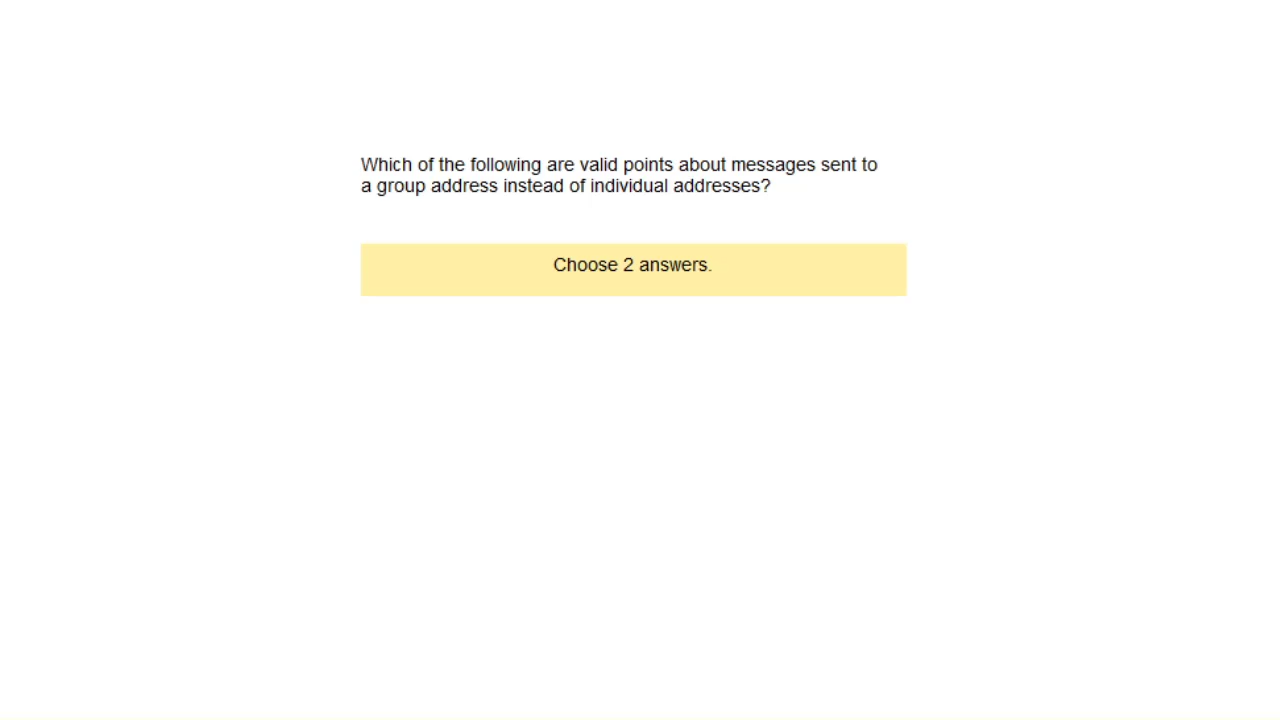 Which of the following are valid points about messages sent to
a group address instead of individual addresses?
Choose 2 answers.